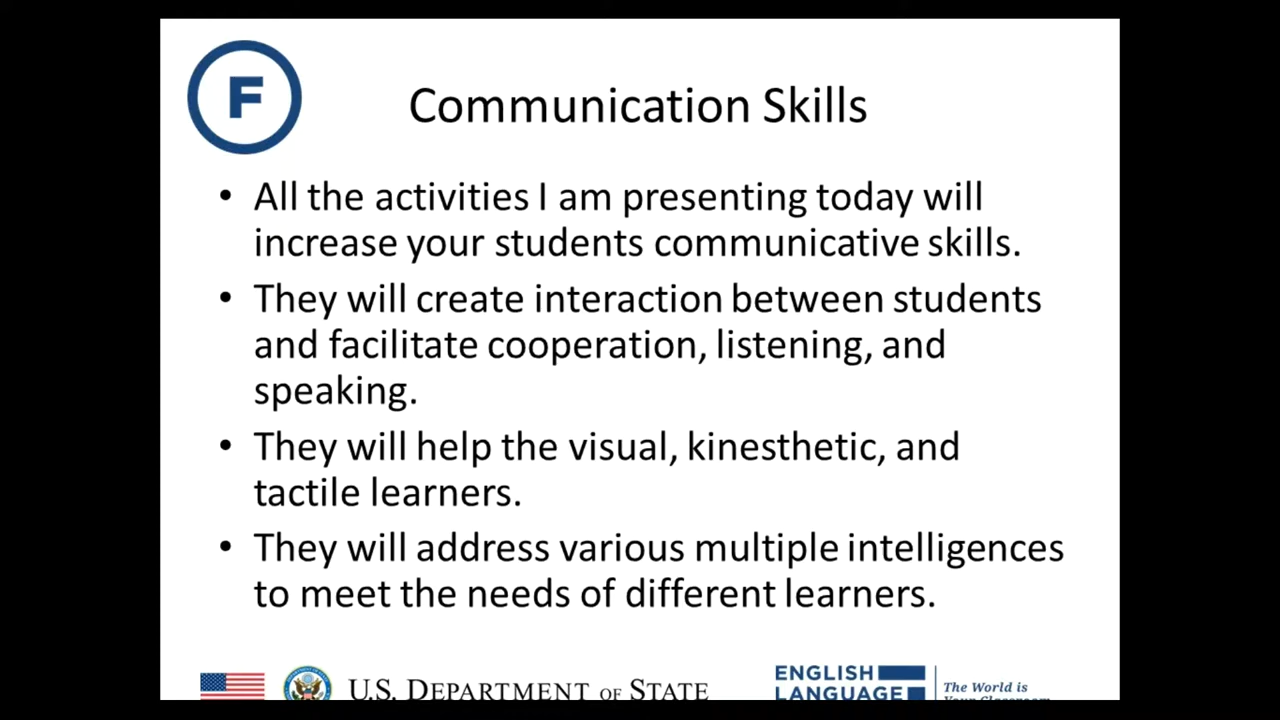 F
Communication Skills
• All the activities I am presenting today will
increase your students communicative skills.
• They will create interaction between students
and facilitate cooperation, listening, and
speaking.
• They will help the visual, kinesthetic, and
tactile learners.
• They will address various multiple intelligences
to meet the needs of different learners.
U.S. DEPARTMENT OF STATE
ENGLISH
LANGUAGE
The World is
Your Classroom